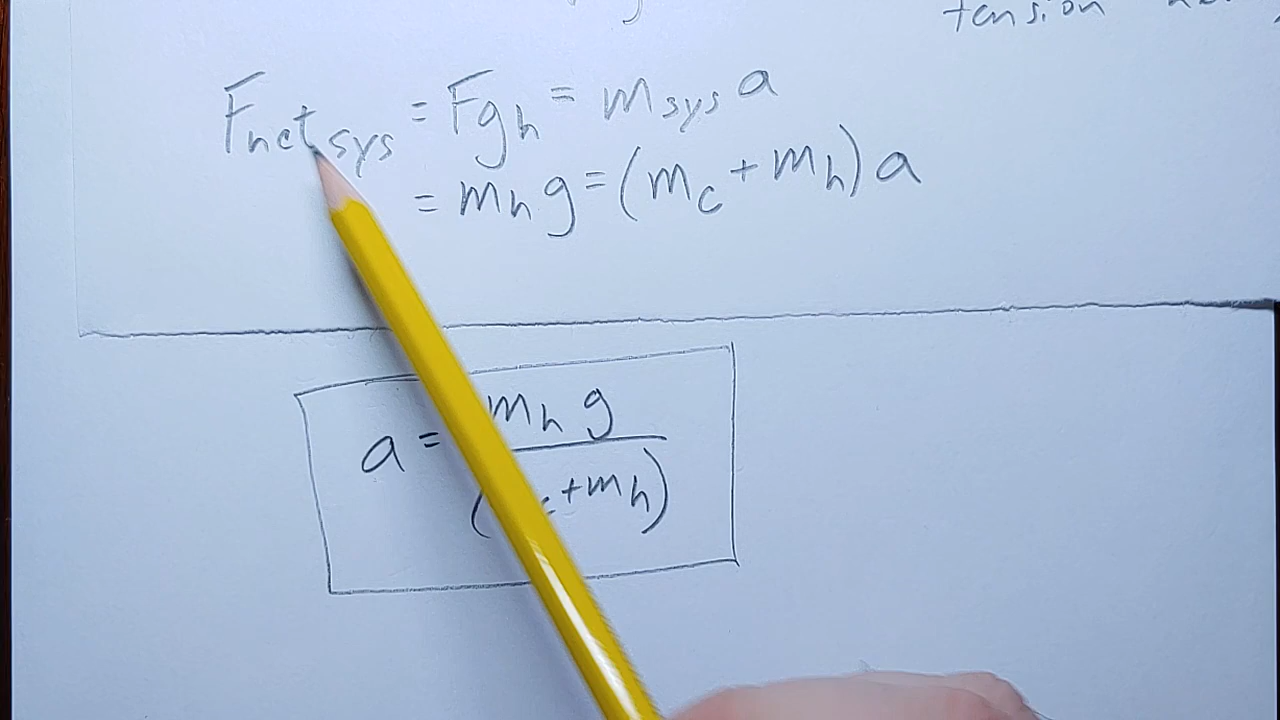 tension
Fnet sys = Fgh = msys a
= mh g = (mc + mh) a
a = mh g
+ mh)